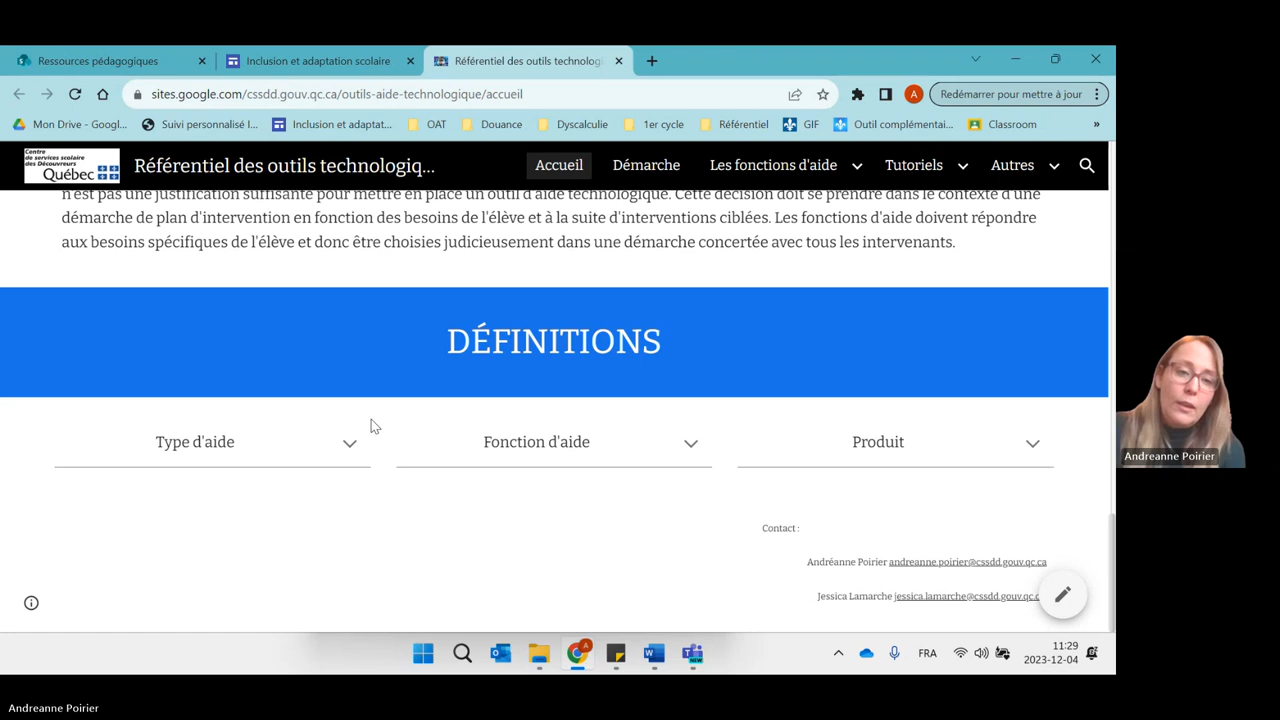 Ressources pédagogiques
Inclusion et adaptation scolaire
Référentiel des outils technolog
sites.google.com/cssdd.gouv.qc.ca/outils-aide-technologique/accueil
A
Redémarrer pour mettre à jour
Mon Drive - Googl...
Suivi personnalisé I...
Inclusion et adaptat...
OAT
Douance
Dyscalculie
1er cycle
Référentiel
GIF
Outil complémentai...
Classroom
»
Centre
de services scolaire
des Découvreurs
Québec
Référentiel des outils technologiq...
Accueil
Démarche
Les fonctions d'aide
Tutoriels
Autres
n'est pas une justification suffisante pour mettre en place un outil d'aide technologique. Cette décision doit se prendre dans le contexte d'une
démarche de plan d'intervention en fonction des besoins de l'élève et à la suite d'interventions ciblées. Les fonctions d'aide doivent répondre
aux besoins spécifiques de l'élève et donc être choisies judicieusement dans une démarche concertée avec tous les intervenants.
DÉFINITIONS
Type d'aide
Fonction d'aide
Produit
Contact :
Andréanne Poirier andreanne.poirier@cssdd.gouv.qc.ca
Jessica Lamarche jessica.lamarche@cssdd.gouv.qc.c
Andreanne Poirier
FRA
11:29
2023-12-04
Andreanne Poirier